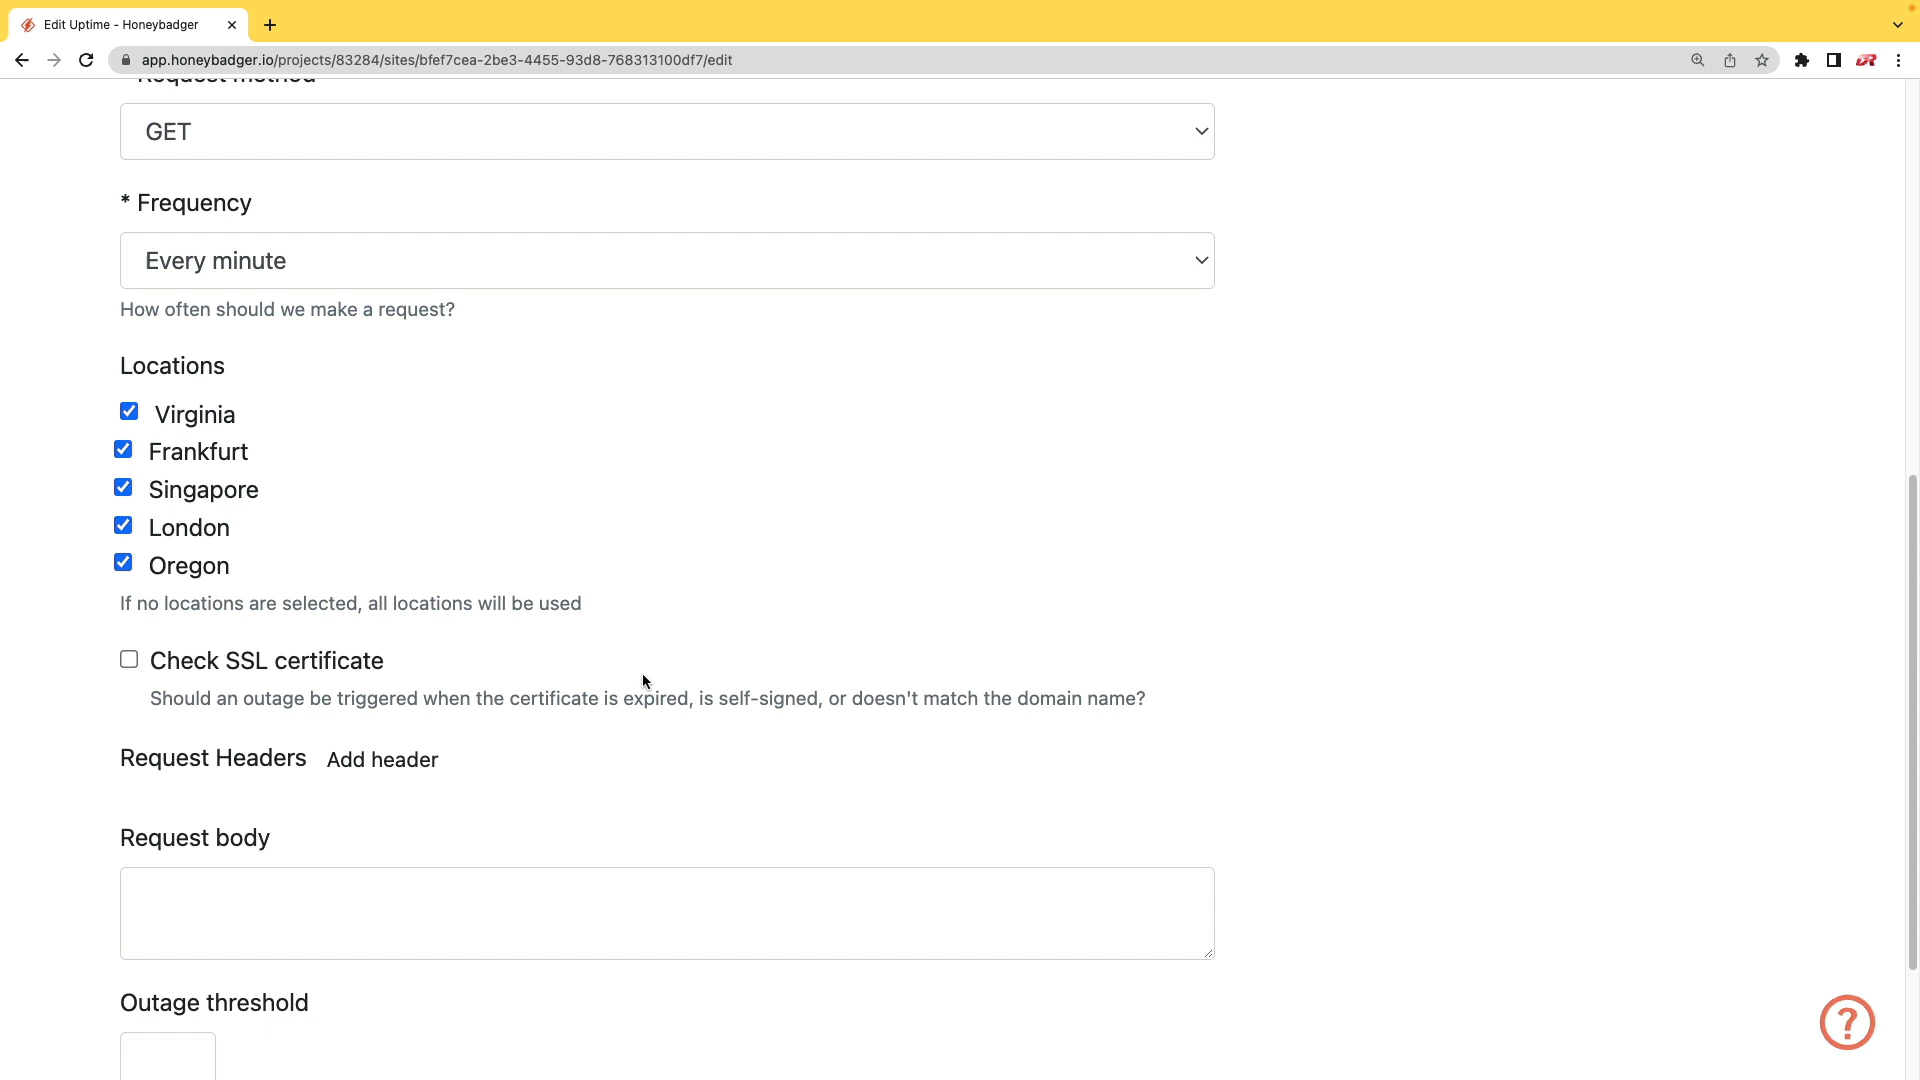 Edit Uptime - Honeybadger
app.honeybadger.io/projects/83284/sites/bfef7cea-2be3-4455-93d8-768313100df7/edit
Request method
GET
* Frequency
Every minute
How often should we make a request?
Locations
Virginia
Frankfurt
Singapore
London
Oregon
If no locations are selected, all locations will be used
Check SSL certificate
Should an outage be triggered when the certificate is expired, is self-signed, or doesn't match the domain name?
Request Headers Add header
Request body
Outage threshold
?